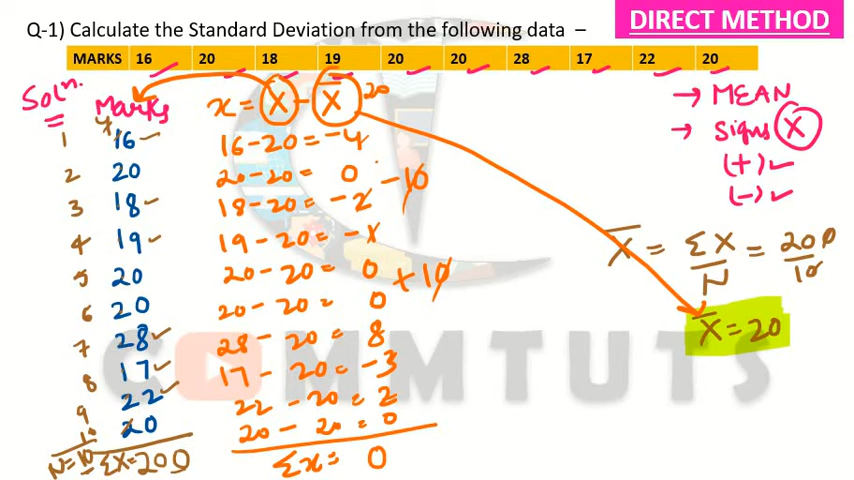 Q-1) Calculate the Standard Deviation from the following data –
DIRECT METHOD
MARKS 16 20 18 19 20 20 28 17 22 20
Soln.
Marks
X
x = X - X̅ 20
1 16 16-20 = -4
2 20 20-20 = 0 -10
3 18 18-20 = -2
4 19 19-20 = -1
5 20 20-20 = 0 +10
6 20 20-20 = 0
7 28 28-20 = 8
8 17 17-20 = -3
9 22 22-20 = 2
10 20 20-20 = 0
N=10 ΣX=200 Σx = 0
→ MEAN
→ Signs X
(+) ✓
(-) ✓
X̅ = ΣX/N = 200/10
X̅ = 20
COMMTUTS